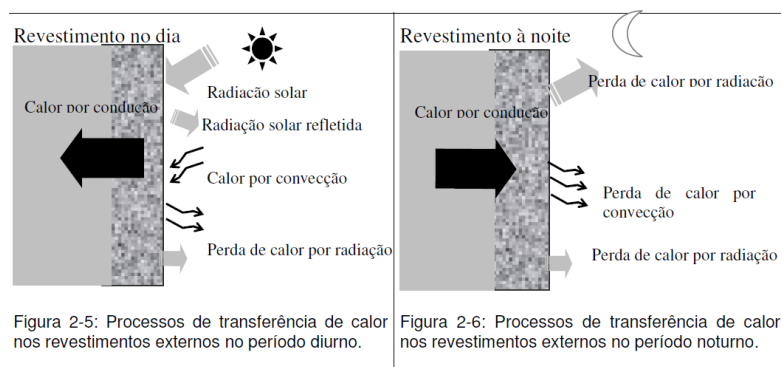 Revestimento no dia
Calor por condução
Radiacão solar
Radiação solar refletida
Calor por convecção
Perda de calor por radiação
Figura 2-5: Processos de transferência de calor
nos revestimentos externos no período diurno.
Revestimento à noite
Calor por condução
Perda de calor por radiacão
Perda de calor por
convecção
Perda de calor por radiação
Figura 2-6: Processos de transferência de calor
nos revestimentos externos no período noturno.